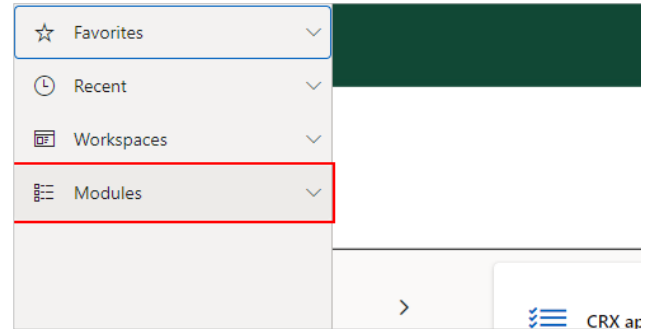 Favorites
Recent
Workspaces
Modules
CRX ap